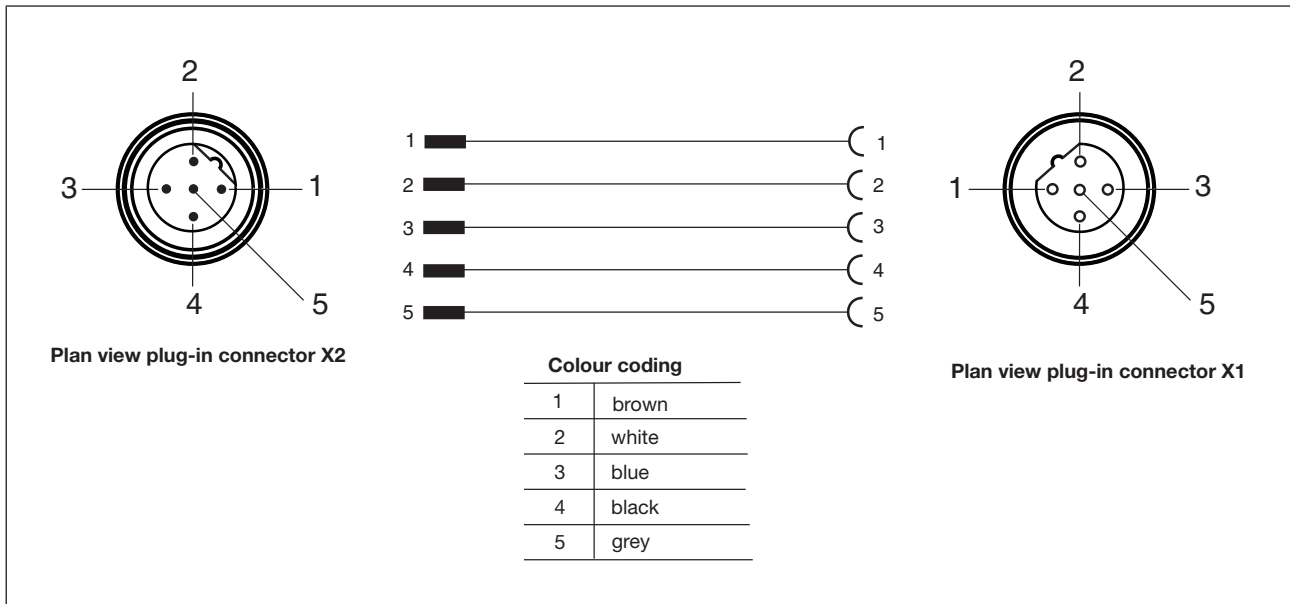 2
3
1
4
5
Plan view plug-in connector X2
1 1
2 2
3 3
4 4
5 5
Colour coding
1 brown
2 white
3 blue
4 black
5 grey
2
1
3
4
5
Plan view plug-in connector X1